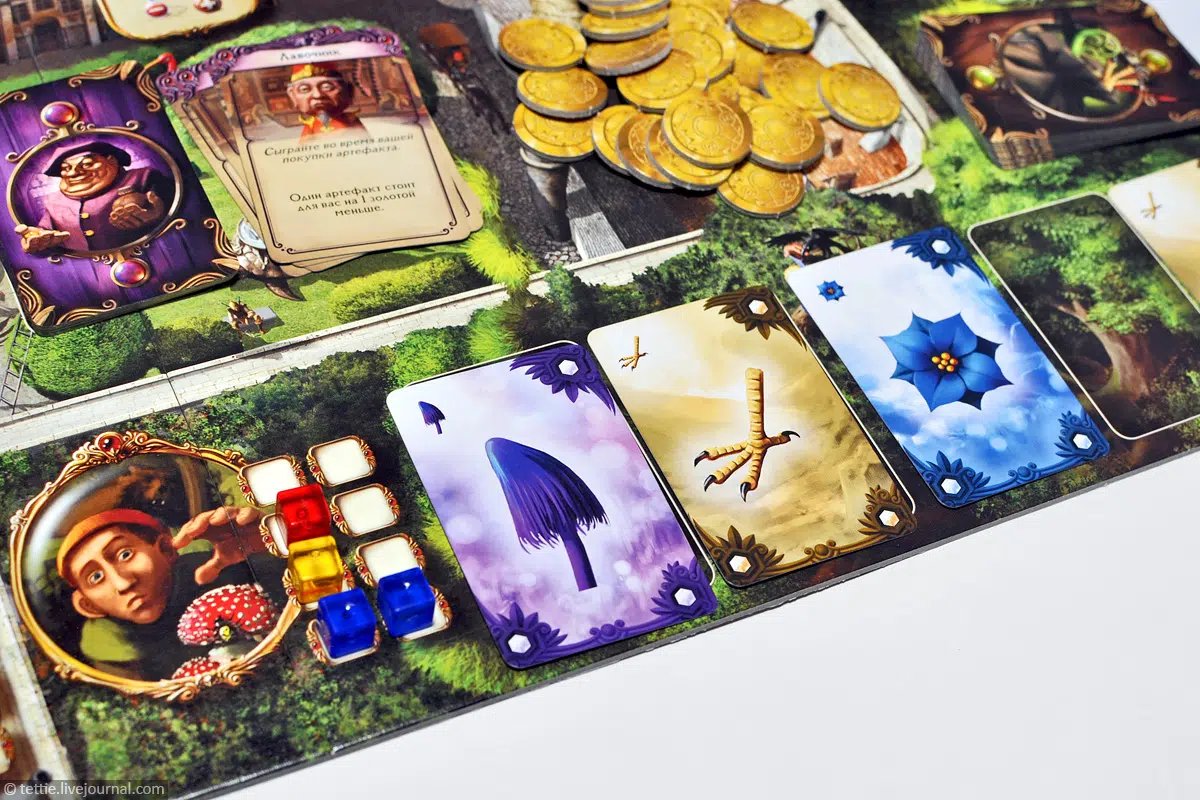 Лавочник
Сыграйте во время вашей
покупки артефакта.
Один артефакт стоит
для вас на 1 золотой
меньше.
© tettie.livejournal.com